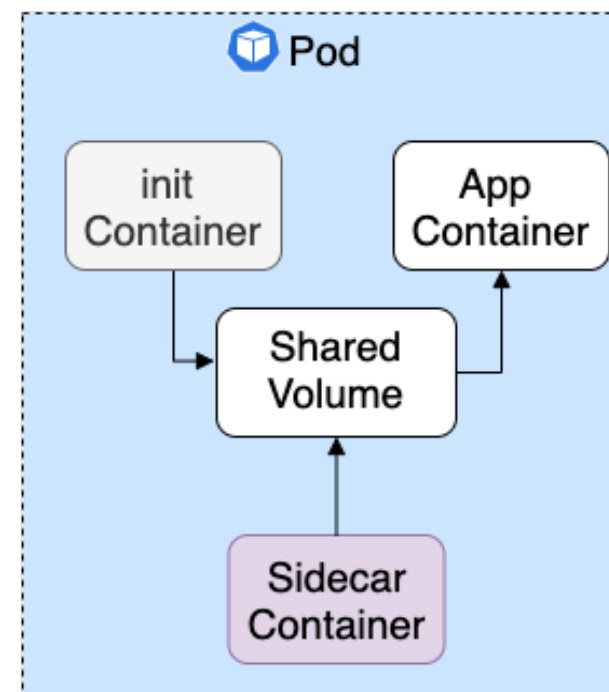 Pod
init
Container
App
Container
Shared
Volume
Sidecar
Container